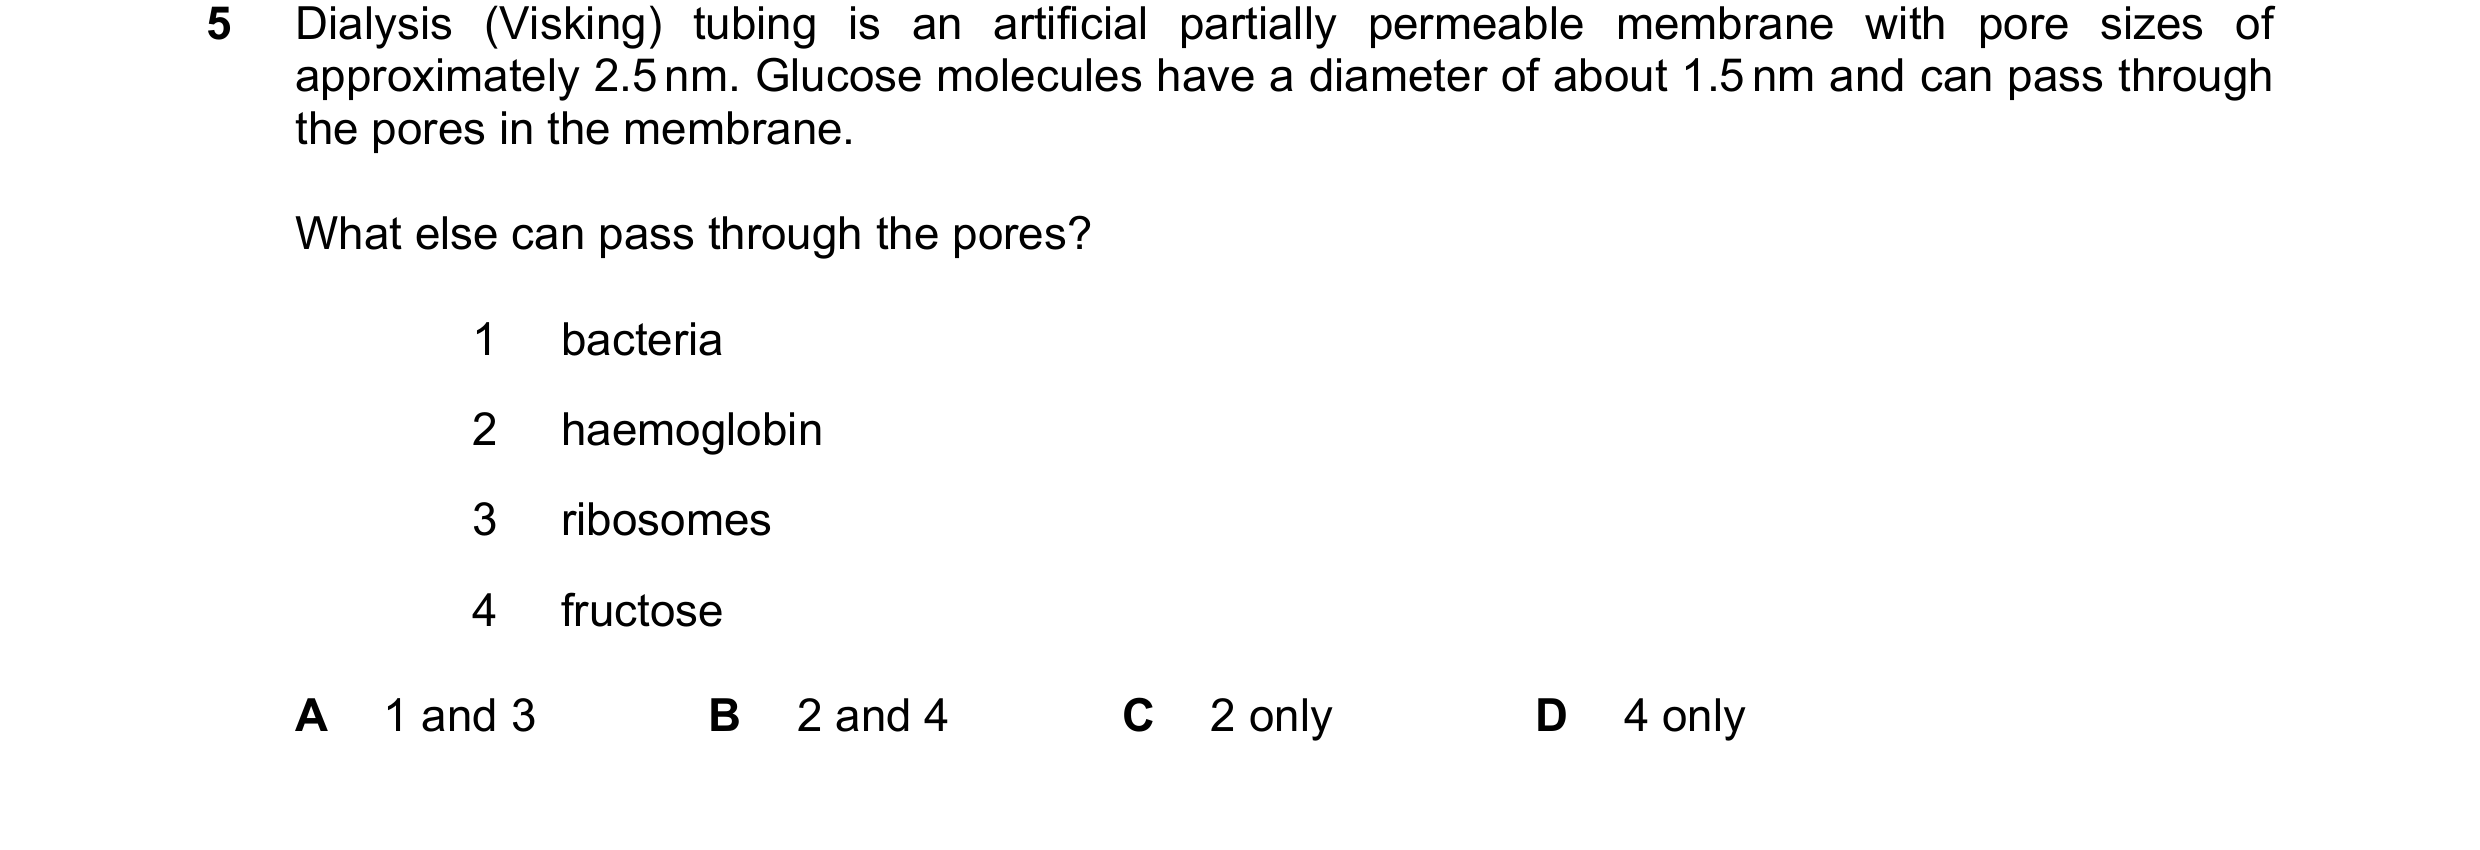 5 Dialysis (Visking) tubing is an artificial partially permeable membrane with pore sizes of
approximately 2.5 nm. Glucose molecules have a diameter of about 1.5 nm and can pass through
the pores in the membrane.
What else can pass through the pores?
1 bacteria
2 haemoglobin
3 ribosomes
4 fructose
A 1 and 3 B 2 and 4 C 2 only D 4 only